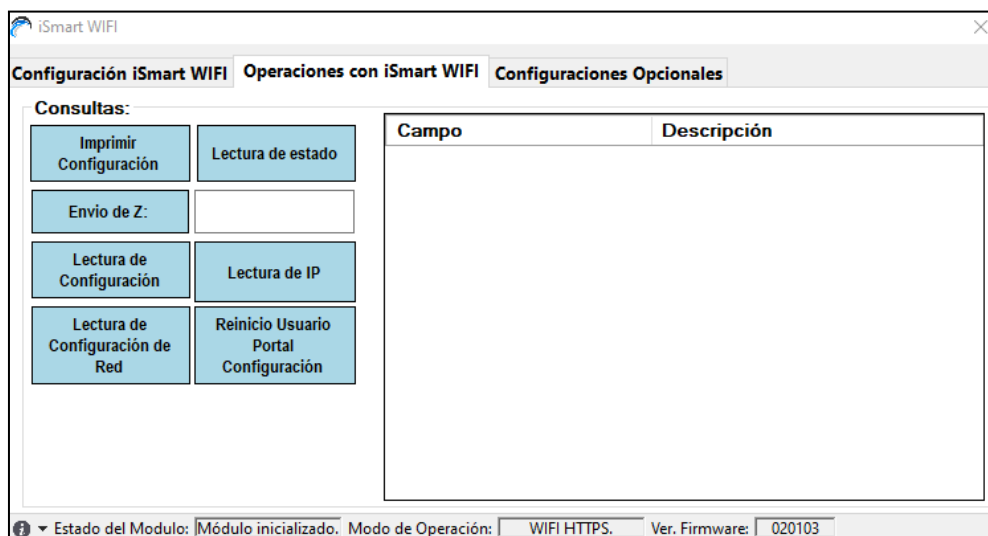 iSmart WIFI
Configuración iSmart WIFI Operaciones con iSmart WIFI Configuraciones Opcionales
Consultas:
Imprimir
Configuración
Lectura de estado
Envio de Z:
Lectura de
Configuración
Lectura de IP
Lectura de
Configuración de
Red
Reinicio Usuario
Portal
Configuración
Campo Descripción
Estado del Modulo: Módulo inicializado. Modo de Operación: WIFI HTTPS. Ver. Firmware: 020103